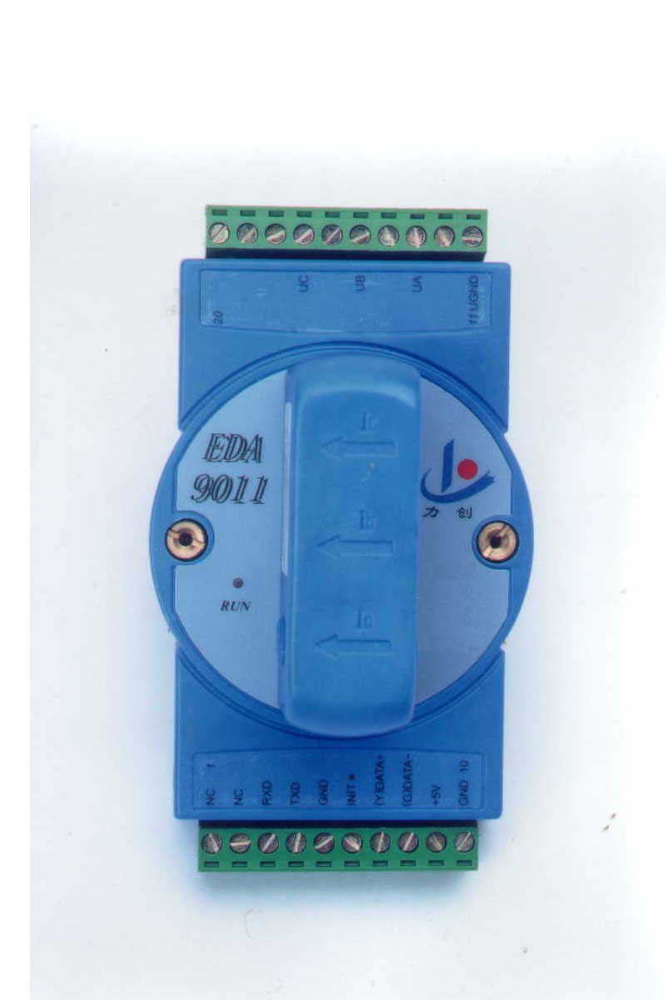 20 UC UB UA 11 UGND
EDA
9011
力创
RUN
1 10
NC NC RXD TXD GND INIT* (Y)DATA+ (G)DATA- +5V GND